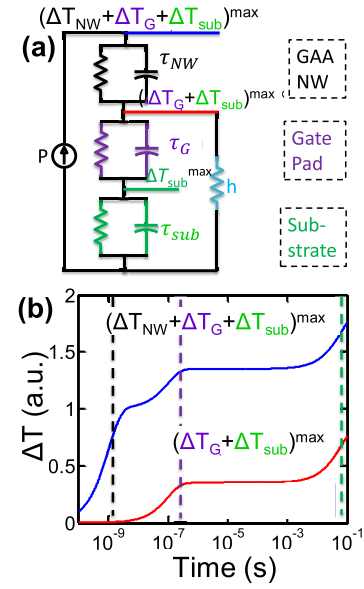 (ΔT_NW+ΔT_G+ΔT_sub)^max
(a)
τ_NW
GAA
NW
(ΔT_G+ΔT_sub)^max
P
τ_G
Gate
Pad
ΔT_sub^max
h
τ_sub
Sub-
strate
(b)
2
(ΔT_NW+ΔT_G+ΔT_sub)^max
1.5
1
ΔT (a.u.)
(ΔT_G+ΔT_sub)^max
0.5
0
10^-9 10^-7 10^-5 10^-3 10^-1
Time (s)